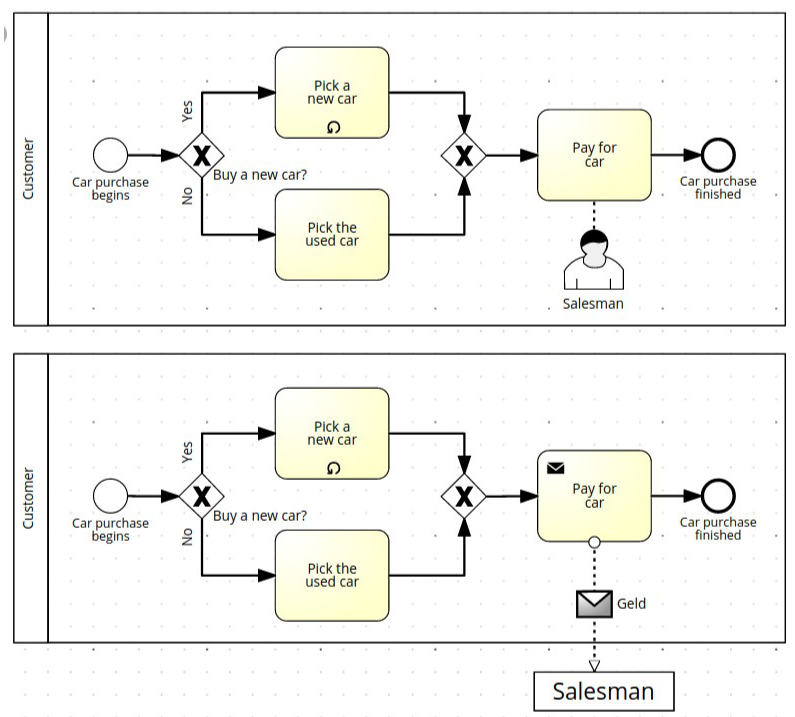 Customer
Car purchase
begins
Yes
No
Buy a new car?
Pick a
new car
Pick the
used car
Pay for
car
Car purchase
finished
Salesman
Customer
Car purchase
begins
Yes
No
Buy a new car?
Pick a
new car
Pick the
used car
Pay for
car
Car purchase
finished
Geld
Salesman